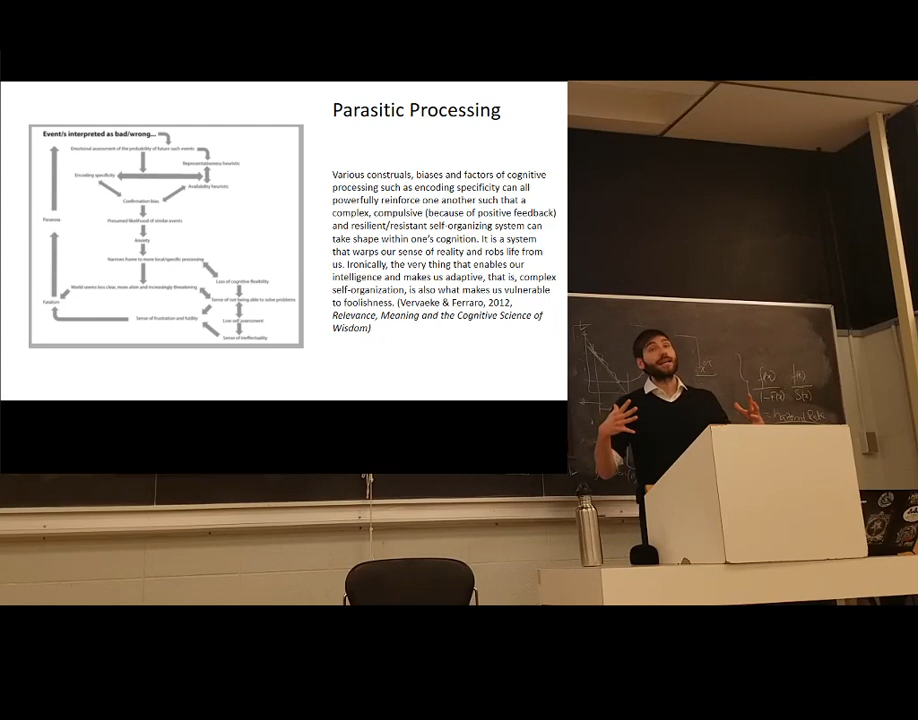 Parasitic Processing
Event/s interpreted as bad/wrong...
Emotional assessment of the probability of future such events
Representativeness heuristic
Encoding specificity
Availability heuristic
Confirmation bias
Presumed likelihood of similar events
Paranoia
Anxiety
Narrows frame to more local/specific processing
Loss of cognitive flexibility
World seems less clear, more alien and increasingly threatening
Sense of not being able to solve problems
Fatalism
Sense of frustration and futility
Low self assessment
Sense of ineffectuality
Various construals, biases and factors of cognitive
processing such as encoding specificity can all
powerfully reinforce one another such that a
complex, compulsive (because of positive feedback)
and resilient/resistant self-organizing system can
take shape within one's cognition. It is a system
that warps our sense of reality and robs life from
us. Ironically, the very thing that enables our
intelligence and makes us adaptive, that is, complex
self-organization, is also what makes us vulnerable
to foolishness. (Vervaeke & Ferraro, 2012,
Relevance, Meaning and the Cognitive Science of
Wisdom)